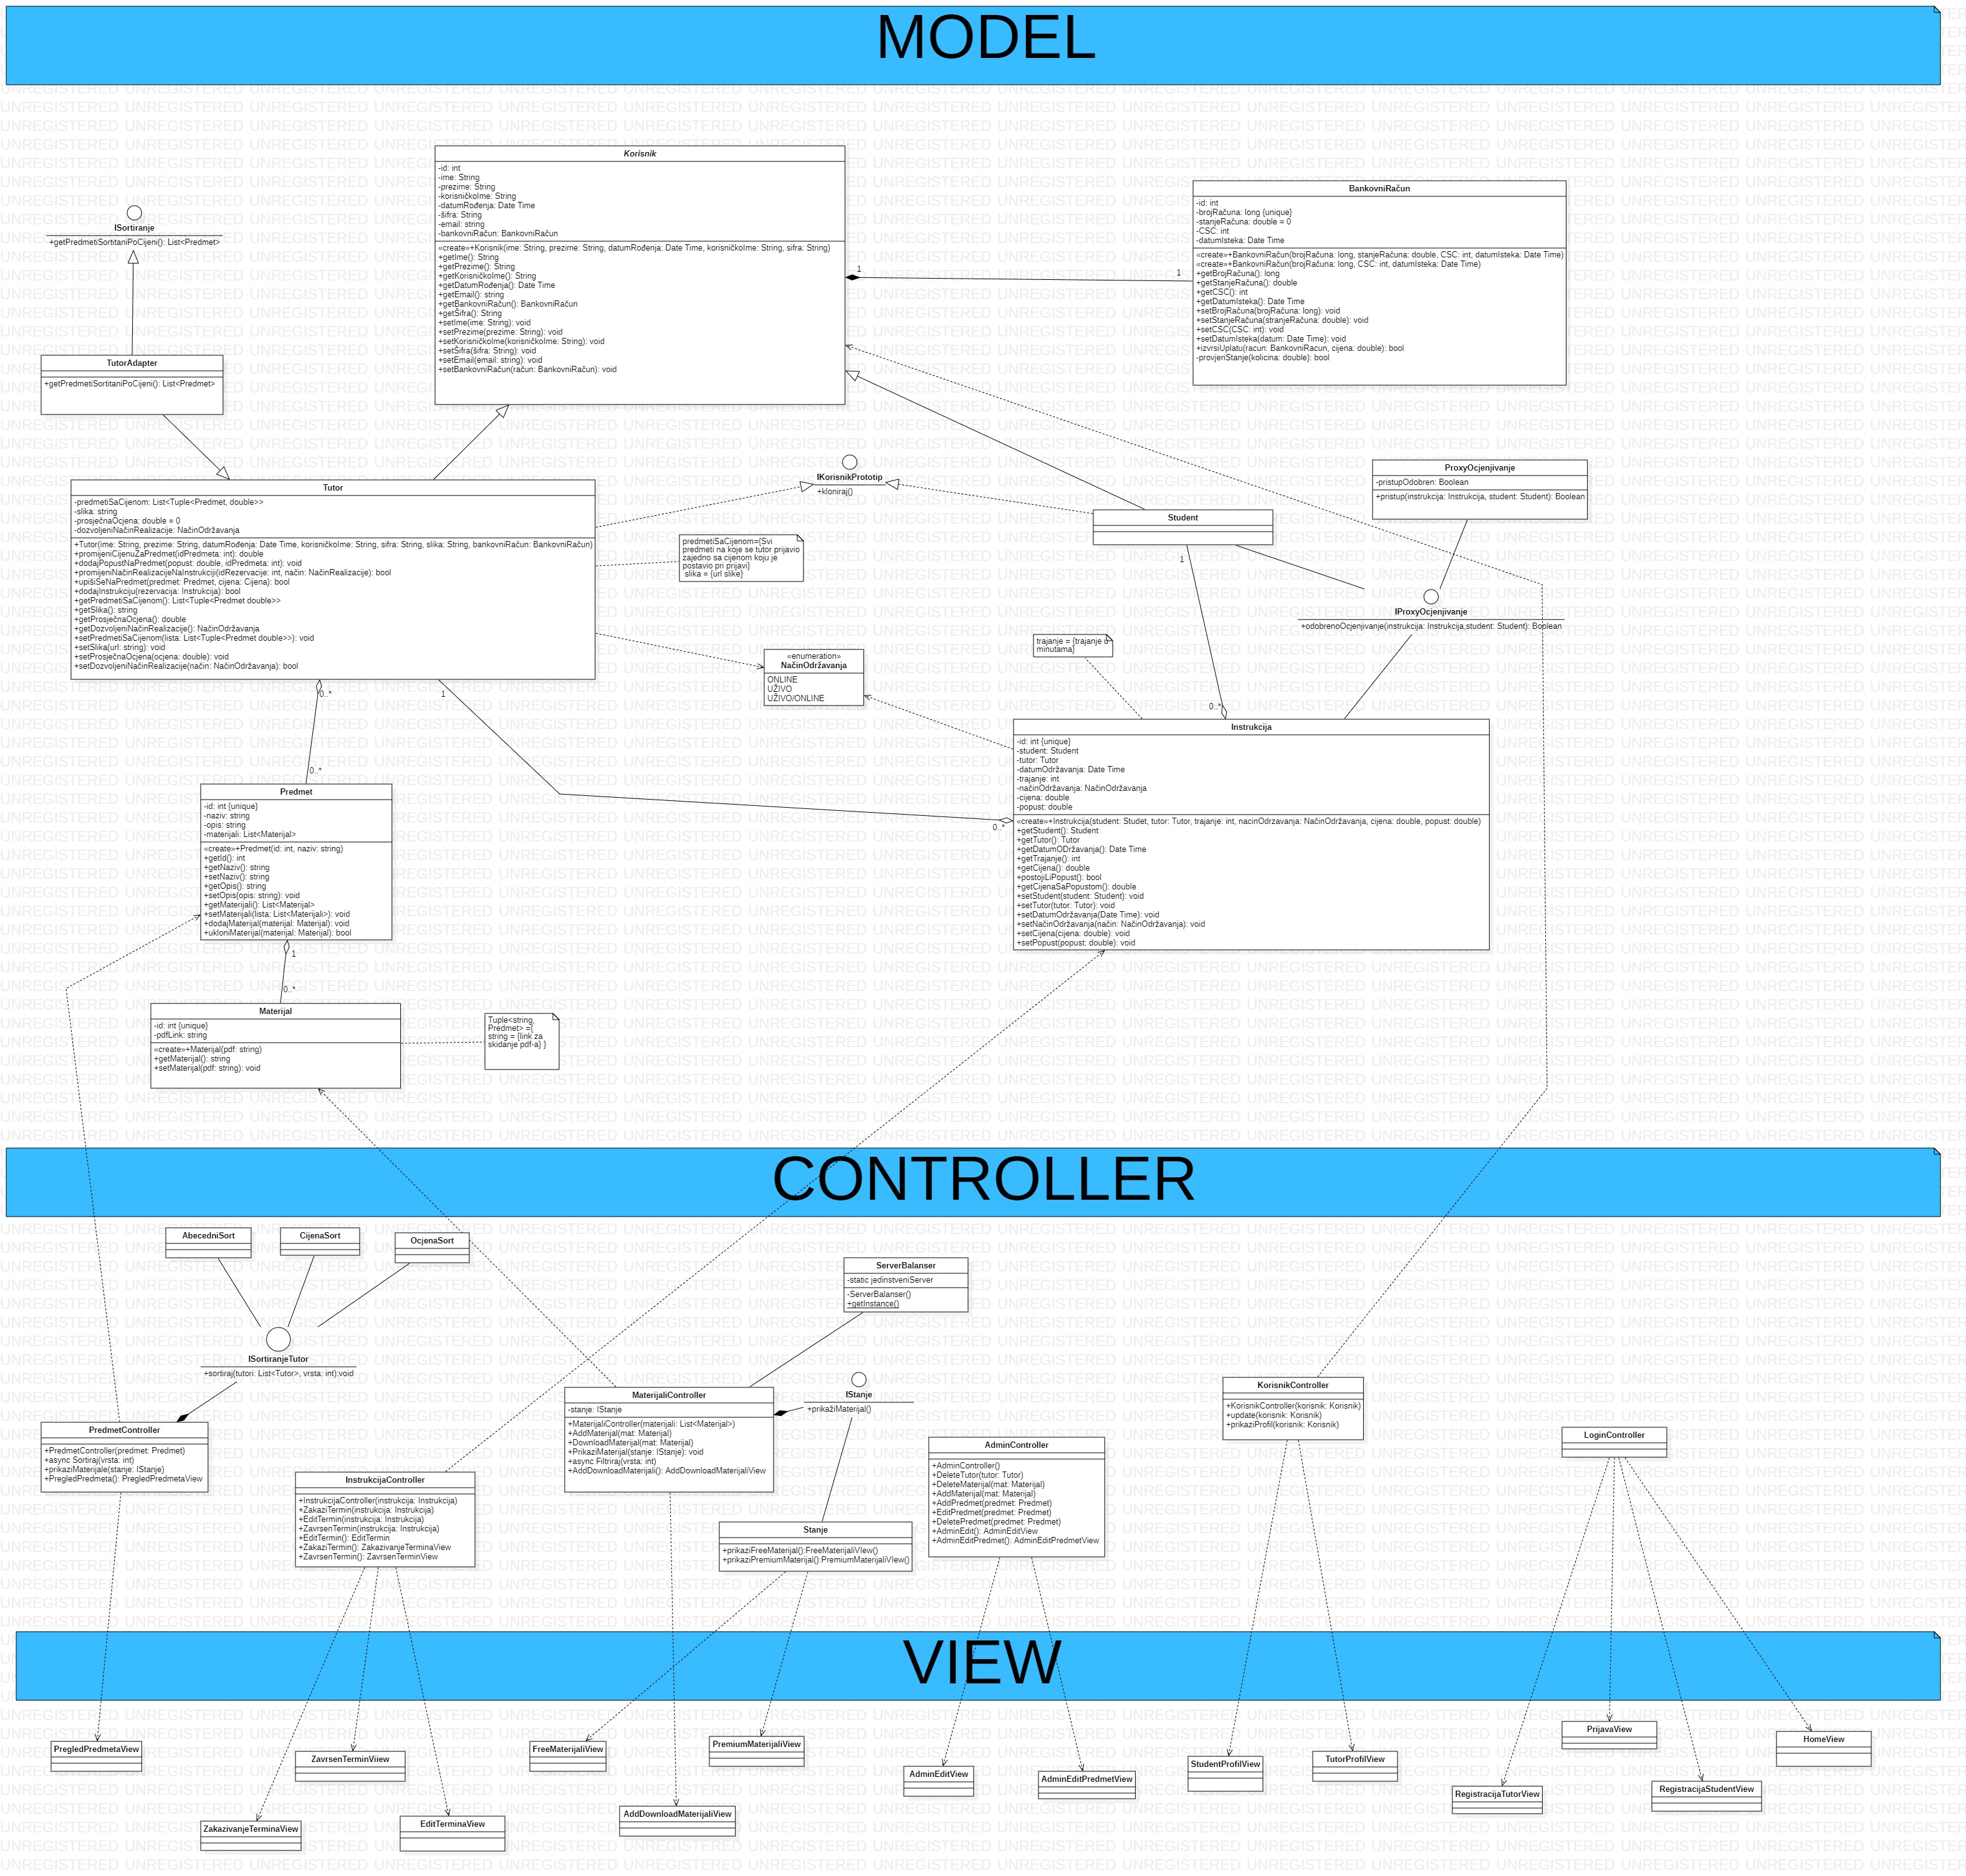 MODEL
Korisnik
-id: int
-ime: String
-prezime: String
-korisničkoIme: String
-datumRođenja: Date Time
-šifra: String
-email: string
-bankovniRačun: BankovniRačun
«create»+Korisnik(ime: String, prezime: String, datumRođenja: Date Time, korisničkoIme: String, sifra: String)
+getIme(): String
+getPrezime(): String
+getKorisničkoIme(): String
+getDatumRođenja(): Date Time
+getEmail(): string
+getBankovniRačun(): BankovniRačun
+getŠifra(): String
+setIme(ime: String): void
+setPrezime(prezime: String): void
+setKorisničkoIme(korisničkoIme: String): void
+setŠifra(šifra: String): void
+setEmail(email: string): void
+setBankovniRačun(račun: BankovniRačun): void
1
1
BankovniRačun
-id: int
-brojRačuna: long {unique}
-stanjeRačuna: double = 0
-CSC: int
-datumIsteka: Date Time
«create»+BankovniRačun(brojRačuna: long, stanjeRačuna: double, CSC: int, datumIsteka: Date Time)
«create»+BankovniRačun(brojRačuna: long, CSC: int, datumIsteka: Date Time)
+getBrojRačuna(): long
+getStanjeRačuna(): double
+getCSC(): int
+getDatumIsteka(): Date Time
+setBrojRačuna(brojRačuna: long): void
+setStanjeRačuna(stranjeRačuna: double): void
+setCSC(CSC: int): void
+setDatumIsteka(datum: Date Time): void
+izvrsiUplatu(racun: BankovniRacun, cijena: double): bool
-provjeriStanje(kolicina: double): bool
ISortiranje
+getPredmetiSortitaniPoCijeni(): List<Predmet>
TutorAdapter
+getPredmetiSortitaniPoCijeni(): List<Predmet>
Tutor
-predmetiSaCijenom: List<Tuple<Predmet, double>>
-slika: string
-prosječnaOcjena: double = 0
-dozvoljeniNačinRealizacije: NačinOdržavanja
+Tutor(ime: String, prezime: String, datumRođenja: Date Time, korisničkoIme: String, sifra: String, slika: String, bankovniRačun: BankovniRačun)
+promijeniCijenuZaPredmet(idPredmeta: int): double
+dodajPopustNaPredmet(popust: double, idPredmeta: int): void
+promijeniNačinRealizacijeNaInstrukciji(idRezervacije: int, način: NačinRealizacije): bool
+upišiSeNaPredmet(predmet: Predmet, cijena: Cijena): bool
+dodajInstrukciju(rezervacija: Instrukcija): bool
+getPredmetiSaCijenom(): List<Tuple<Predmet double>>
+getSlika(): string
+getProsječnaOcjena(): double
+getDozvoljeniNačinRealizacije(): NačinOdržavanja
+setPredmetiSaCijenom(lista: List<Tuple<Predmet double>>): void
+setSlika(url: string): void
+setProsječnaOcjena(ocjena: double): void
+setDozvoljeniNačinRealizacije(način: NačinOdržavanja): bool
IKorisnikPrototip
+kloniraj()
predmetiSaCijenom={Svi
predmeti na koje se tutor prijavio
zajedno sa cijenom koju je
postavio pri prijavi}
slika = {url slike}
Student
ProxyOcjenjivanje
-pristupOdobren: Boolean
+pristup(instrukcija: Instrukcija, student: Student): Boolean
IProxyOcjenjivanje
+odobrenoOcjenjivanje(instrukcija: Instrukcija,student: Student): Boolean
«enumeration»
NačinOdržavanja
ONLINE
UŽIVO
UŽIVO/ONLINE
trajanje = {trajanje u
minutama}
1
0..*
0..*
1
0..*
0..*
Instrukcija
-id: int {unique}
-student: Student
-tutor: Tutor
-datumOdržavanja: Date Time
-trajanje: int
-načinOdržavanja: NačinOdržavanja
-cijena: double
-popust: double
«create»+Instrukcija(student: Studet, tutor: Tutor, trajanje: int, nacinOdrzavanja: NačinOdržavanja, cijena: double, popust: double)
+getStudent(): Student
+getTutor(): Tutor
+getDatumODržavanja(): Date Time
+getTrajanje(): int
+getCijena(): double
+postojiLiPopust(): bool
+getCijenaSaPopustom(): double
+setStudent(student: Student): void
+setTutor(tutor: Tutor): void
+setDatumOdržavanja(Date Time): void
+setNačinOdržavanja(način: NačinOdržavanja): void
+setCijena(cijena: double): void
+setPopust(popust: double): void
Predmet
-id: int {unique}
-naziv: string
-opis: string
-materijali: List<Materijal>
«create»+Predmet(id: int, naziv: string)
+getId(): int
+getNaziv(): string
+setNaziv(): string
+getOpis(): string
+setOpis(opis: string): void
+getMaterijali(): List<Materijal>
+setMaterijali(lista: List<Materijali>): void
+dodajMaterijal(materijal: Materijal): void
+ukloniMaterijal(materijal: Materijal): bool
1
0..*
Materijal
-id: int {unique}
-pdfLink: string
«create»+Materijal(pdf: string)
+getMaterijal(): string
+setMaterijal(pdf: string): void
Tuple<string,
Predmet> ={
string = {link za
skidanje pdf-a} }
CONTROLLER
AbecedniSort
CijenaSort
OcjenaSort
ISortiranjeTutor
+sortiraj(tutori: List<Tutor>, vrsta: int):void
PredmetController
+PredmetController(predmet: Predmet)
+async Sortiraj(vrsta: int)
+prikaziMaterijale(stanje: IStanje)
+PregledPredmeta(): PregledPredmetaView
InstrukcijaController
+InstrukcijaController(instrukcija: Instrukcija)
+ZakaziTermin(instrukcija: Instrukcija)
+EditTermin(instrukcija: Instrukcija)
+ZavrsenTermin(instrukcija: Instrukcija)
+EditTermin(): EditTermin
+ZakaziTermin(): ZakazivanjeTerminaView
+ZavrsenTermin(): ZavrsenTerminView
ServerBalanser
-static jedinstveniServer
-ServerBalanser()
+getInstance()
MaterijaliController
-stanje: IStanje
+MaterijaliController(materijali: List<Material>)
+AddMaterijal(mat: Materijal)
+DownloadMaterijal(mat: Materijal)
+PrikaziMaterijal(stanje: IStanje): void
+async Filtriraj(vrsta: int)
+AddDownloadMaterijali(): AddDownloadMaterijaliView
IStanje
+prikažiMaterijal()
Stanje
+prikaziFreeMaterijal():FreeMaterijaliVIew()
+prikaziPremiumMaterijal():PremiumMaterijaliVIew()
AdminController
+AdminController()
+DeleteTutor(tutor: Tutor)
+DeleteMaterijal(mat: Materijal)
+AddMaterijal(mat: Materijal)
+AddPredmet(predmet: Predmet)
+EditPredmet(predmet: Predmet)
+DeletePredmet(predmet: Predmet)
+AdminEdit(): AdminEditView
+AdminEditPredmet(): AdminEditPredmetView
KorisnikController
+KorisnikController(korisnik: Korisnik)
+update(korisnik: Korisnik)
+prikaziProfil(korisnik: Korisnik)
LoginController
VIEW
PregledPredmetaView
ZavrsenTerminViiew
ZakazivanjeTerminaView
EditTerminaView
FreeMaterijaliView
PremiumMaterijaliView
AddDownloadMaterijaliView
AdminEditView
AdminEditPredmetView
StudentProfilView
TutorProfilView
RegistracijaTutorView
PrijavaView
RegistracijaStudentView
HomeView